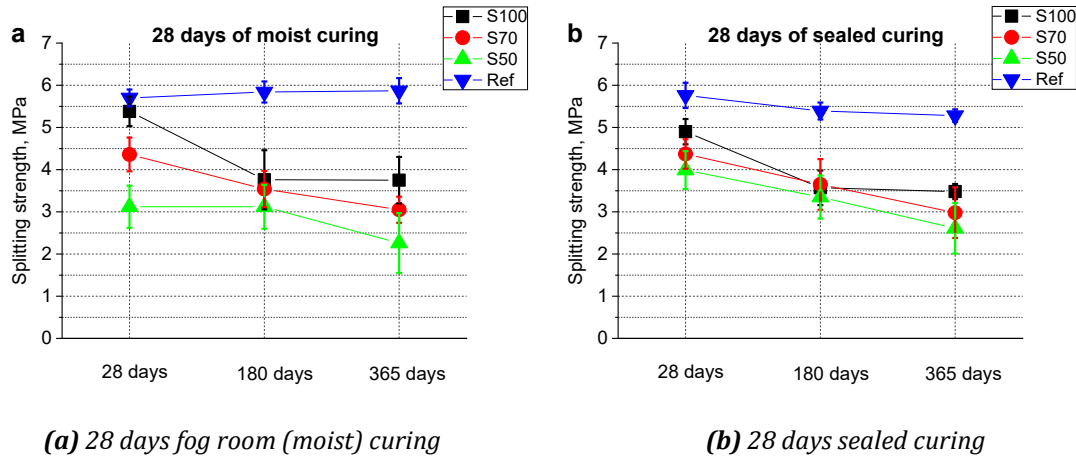 a
28 days of moist curing
S100
S70
S50
Ref
7
6
5
4
3
2
1
0
Splitting strength, MPa
28 days
180 days
365 days
b
28 days of sealed curing
S100
S70
S50
Ref
7
6
5
4
3
2
1
0
Splitting strength, MPa
28 days
180 days
365 days
(a) 28 days fog room (moist) curing
(b) 28 days sealed curing